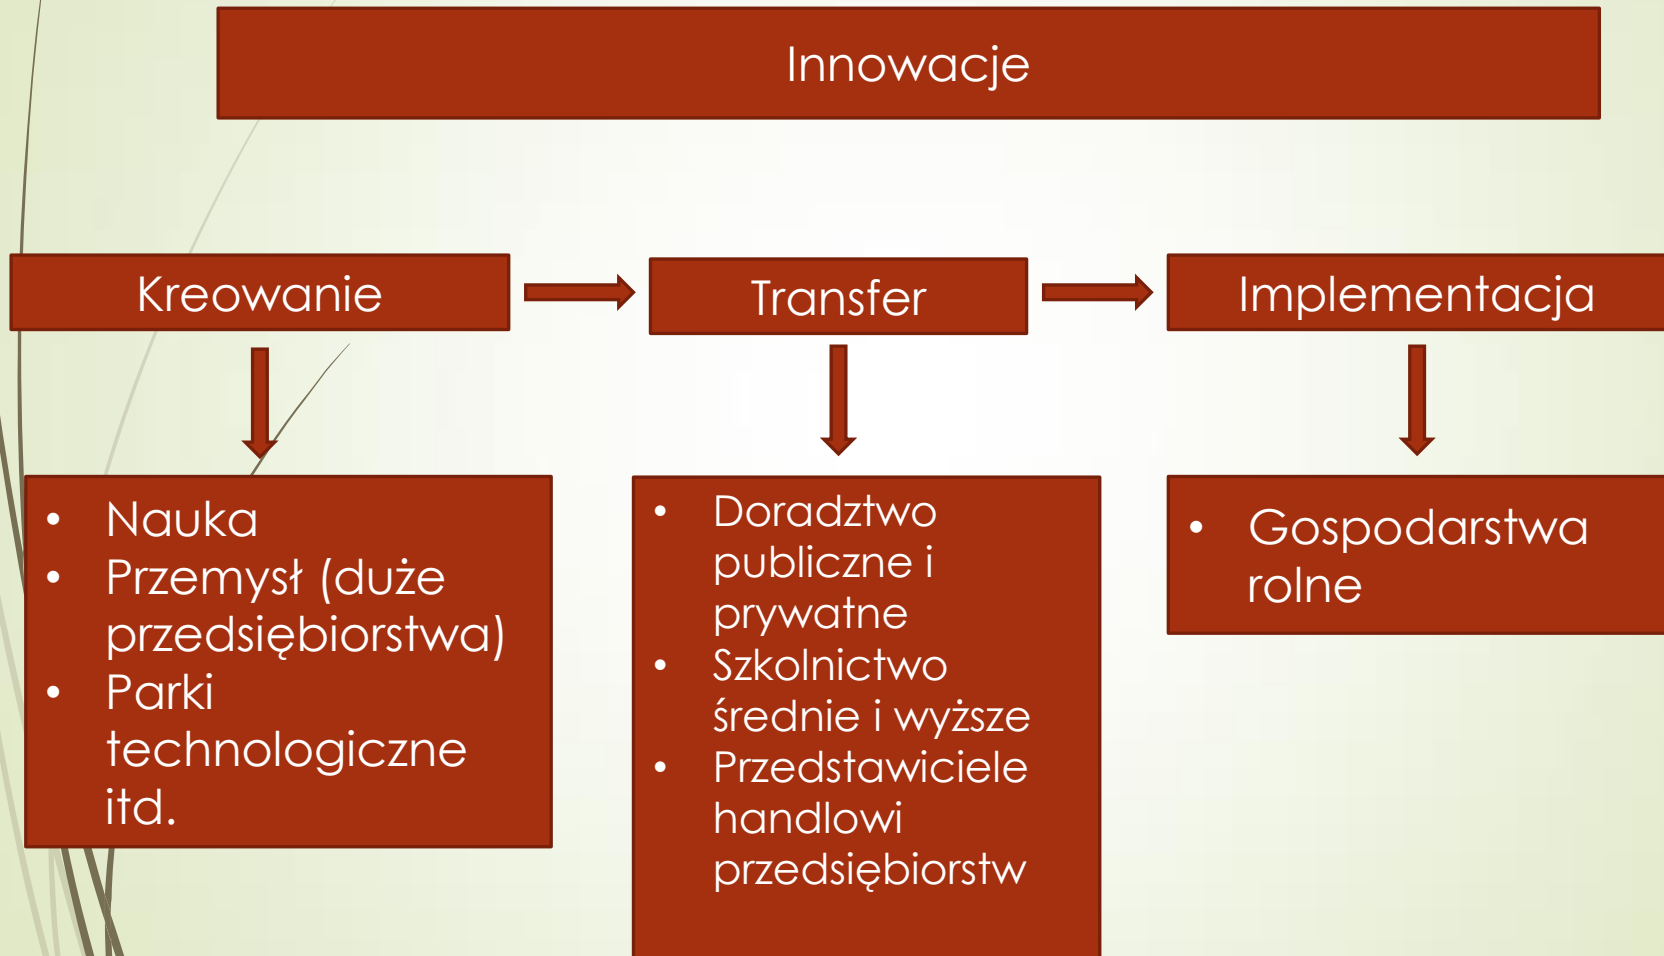 Innowacje
Kreowanie
Transfer
Implementacja
• Nauka
• Przemysł (duże
przedsiębiorstwa)
• Parki
technologiczne
itd.
• Doradztwo
publiczne i
prywatne
• Szkolnictwo
średnie i wyższe
• Przedstawiciele
handlowi
przedsiębiorstw
• Gospodarstwa
rolne